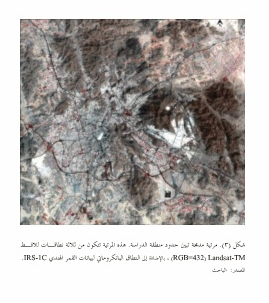 شكل (٣). مرئية مدمجة تبين حدود منطقة الدراسة. هذه المرئية تتكون من ثلاثة نطاقات للاقط
Landsat-TM (RGB=432) ، بالإضافة إلى النطاق البانكروماتي لبيانات القمر الهندي IRS-1C.
المصدر: الباحث